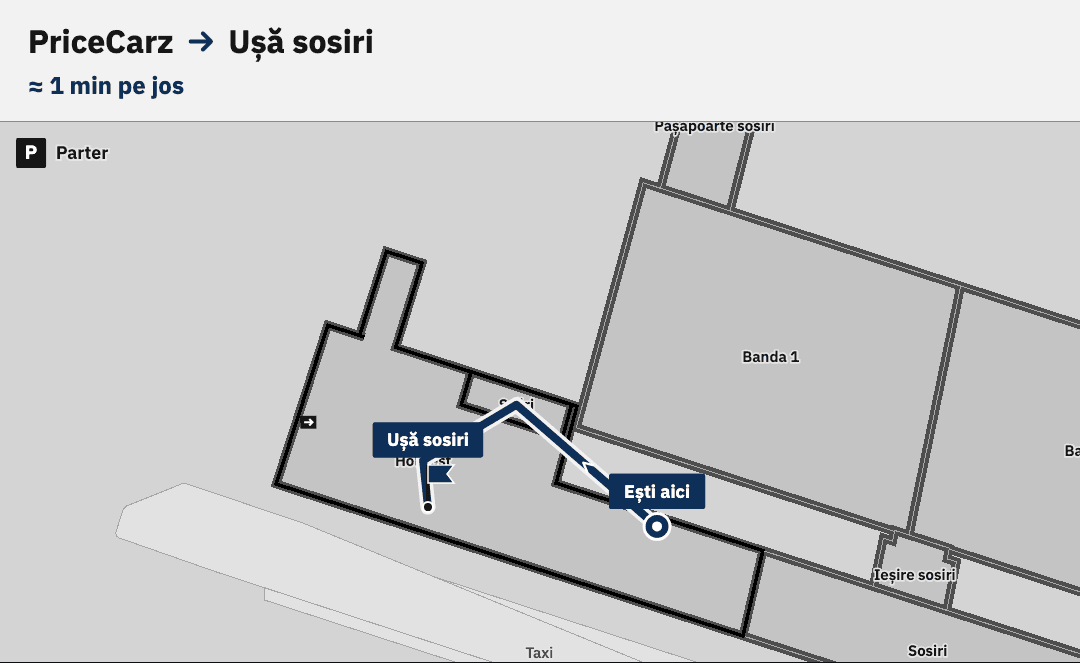 PriceCarz → Ușă sosiri
≈ 1 min pe jos
P Parter
Pașapoarte sosiri
Banda 1
Ușă sosiri
Ești aici
Ieșire sosiri
Sosiri
Taxi